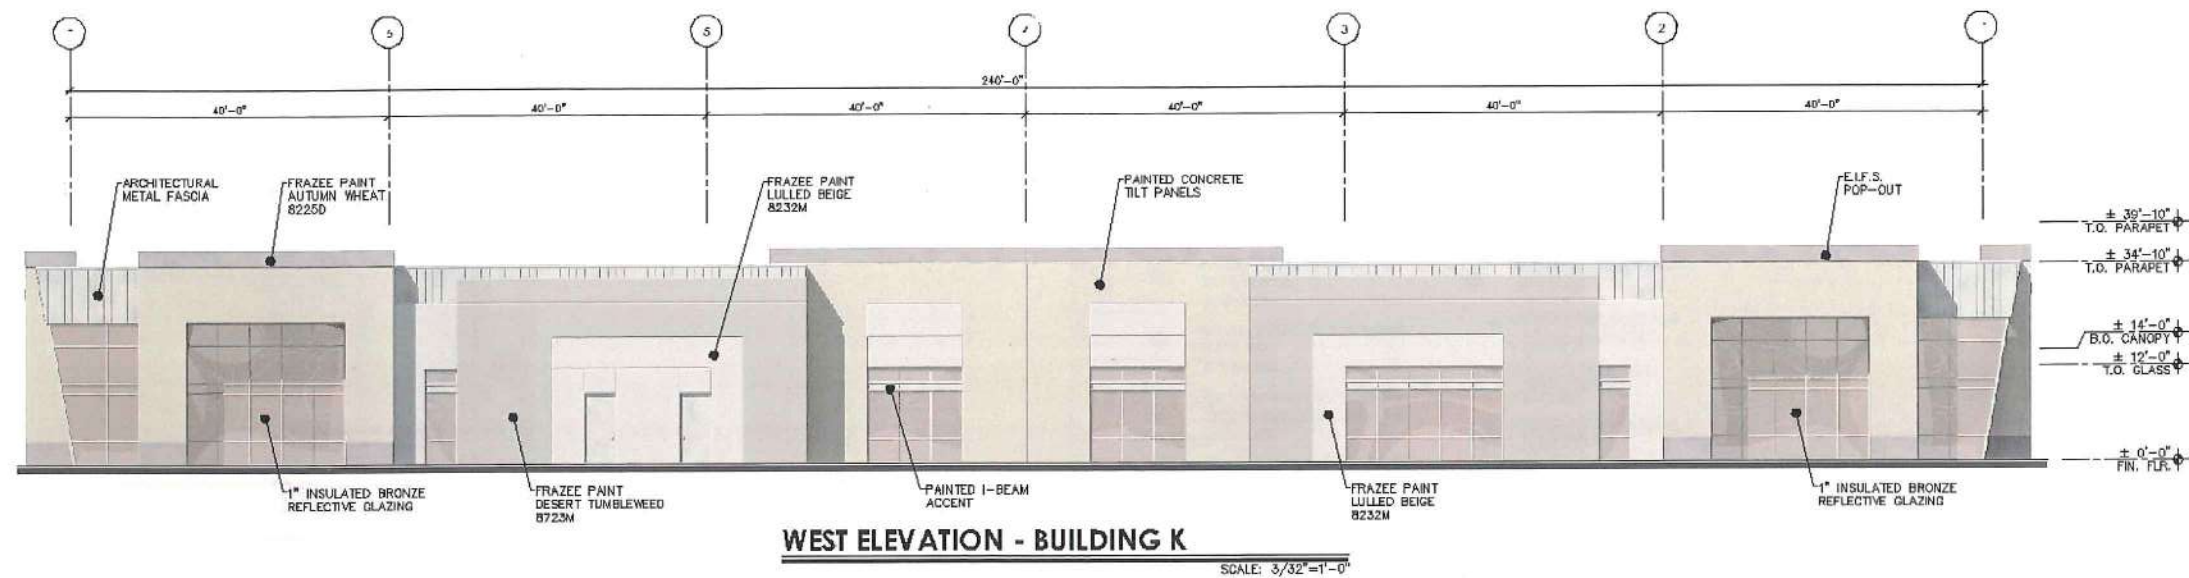 5
5
3
2
240'-0"
40'-0"
40'-0"
40'-0"
40'-0"
40'-0"
40'-0"
ARCHITECTURAL
METAL FASCIA
FRAZEE PAINT
AUTUMN WHEAT
8225D
FRAZEE PAINT
LULLED BEIGE
8232M
PAINTED CONCRETE
TILT PANELS
E.I.F.S.
POP-OUT
± 39'-10"
T.O. PARAPET
± 34'-10"
T.O. PARAPET
± 14'-0"
B.O. CANOPY
± 12'-0"
T.O. GLASS
± 0'-0"
FIN. FLR.
1" INSULATED BRONZE
REFLECTIVE GLAZING
FRAZEE PAINT
DESERT TUMBLEWEED
8723M
PAINTED I-BEAM
ACCENT
FRAZEE PAINT
LULLED BEIGE
8232M
1" INSULATED BRONZE
REFLECTIVE GLAZING
WEST ELEVATION - BUILDING K
SCALE: 3/32"=1'-0"